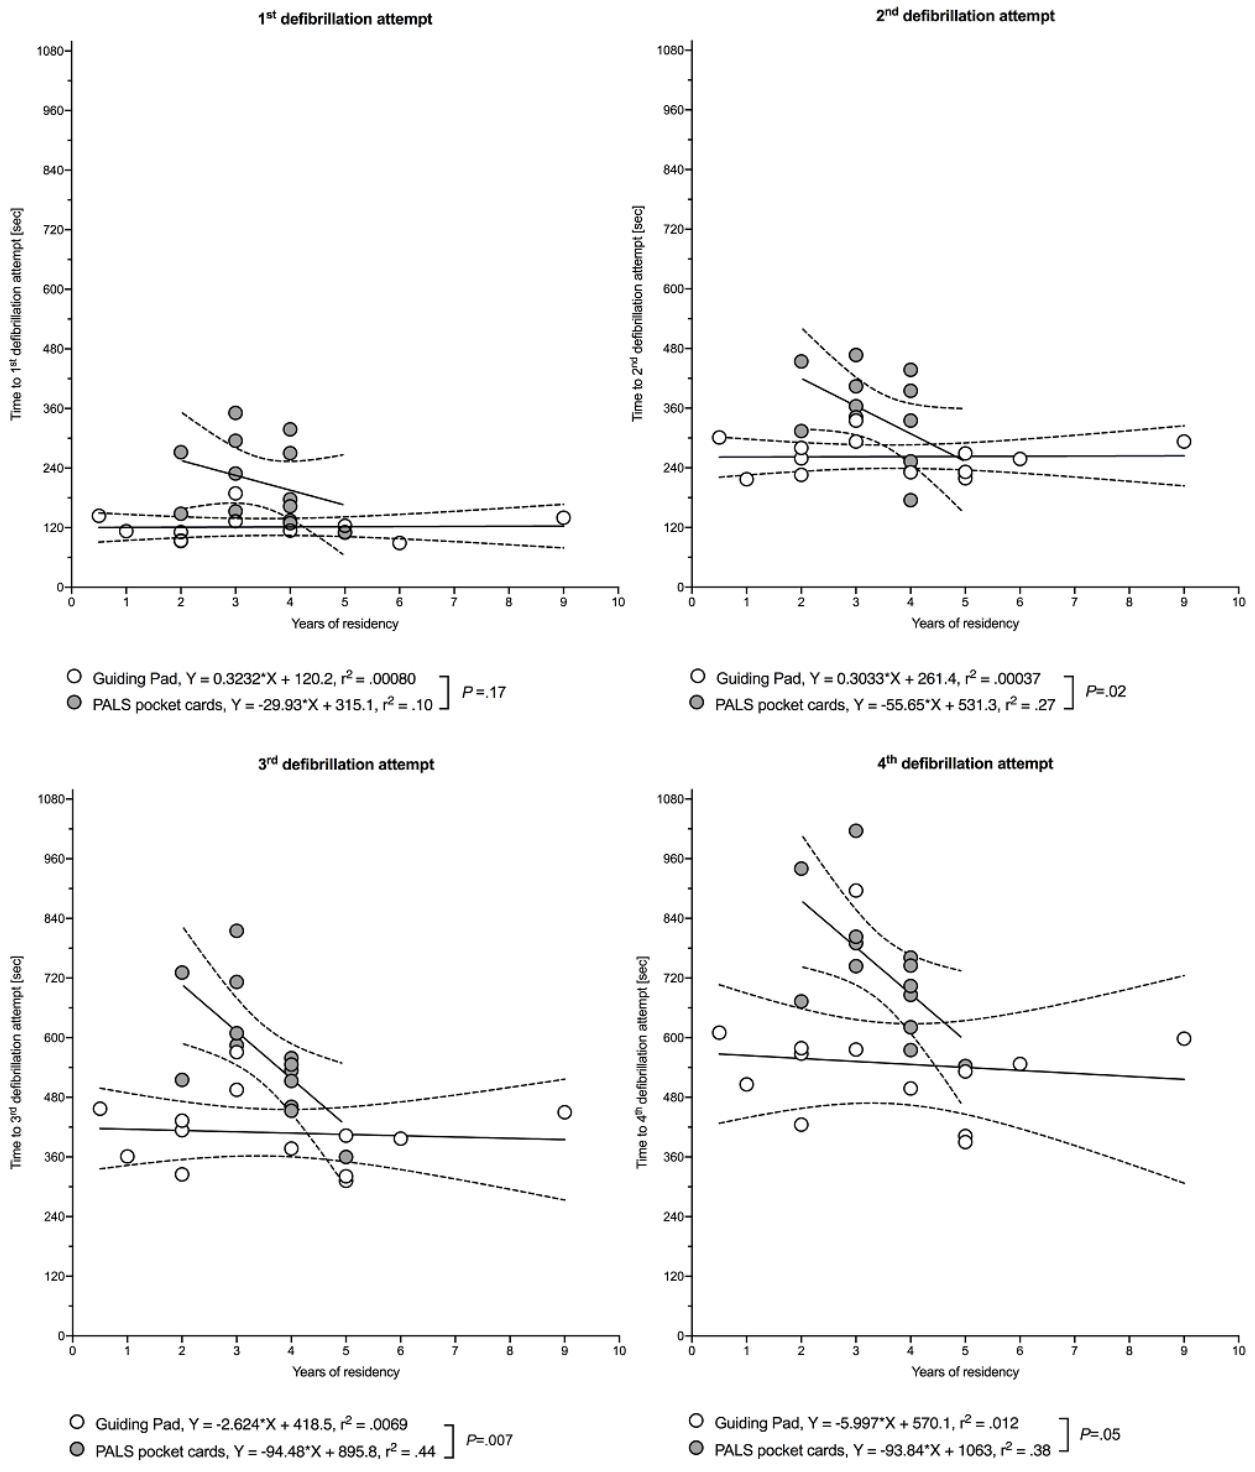 1st defibrillation attempt
1080
960
840
720
600
480
360
240
120
0
Time to 1st defibrillation attempt [sec]
0 1 2 3 4 5 6 7 8 9 10
Years of residency
Guiding Pad, Y = 0.3232*X + 120.2, r2 = .00080
PALS pocket cards, Y = -29.93*X + 315.1, r2 = .10
P=.17
2nd defibrillation attempt
1080
960
840
720
600
480
360
240
120
0
Time to 2nd defibrillation attempt [sec]
0 1 2 3 4 5 6 7 8 9 10
Years of residency
Guiding Pad, Y = 0.3033*X + 261.4, r2 = .00037
PALS pocket cards, Y = -55.65*X + 531.3, r2 = .27
P=.02
3rd defibrillation attempt
1080
960
840
720
600
480
360
240
120
0
Time to 3rd defibrillation attempt [sec]
0 1 2 3 4 5 6 7 8 9 10
Years of residency
Guiding Pad, Y = -2.624*X + 418.5, r2 = .0069
PALS pocket cards, Y = -94.48*X + 895.8, r2 = .44
P=.007
4th defibrillation attempt
1080
960
840
720
600
480
360
240
120
0
Time to 4th defibrillation attempt [sec]
0 1 2 3 4 5 6 7 8 9 10
Years of residency
Guiding Pad, Y = -5.997*X + 570.1, r2 = .012
PALS pocket cards, Y = -93.84*X + 1063, r2 = .38
P=.05